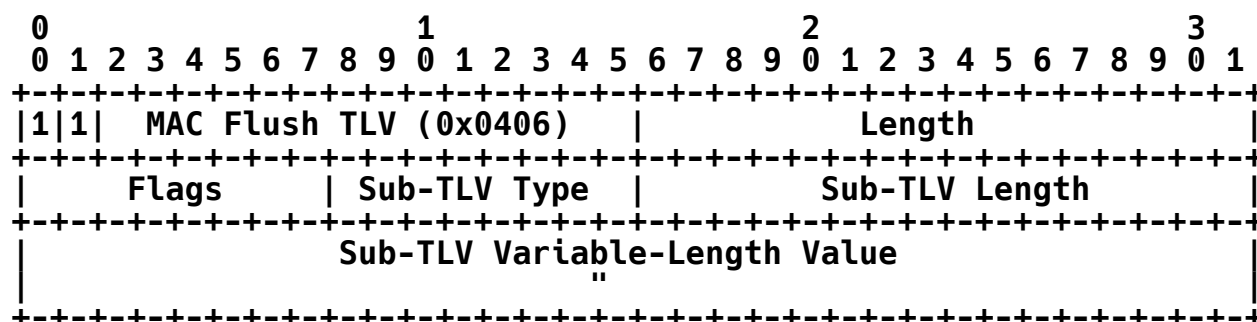 0                   1                   2                   3
 0 1 2 3 4 5 6 7 8 9 0 1 2 3 4 5 6 7 8 9 0 1 2 3 4 5 6 7 8 9 0 1
+-+-+-+-+-+-+-+-+-+-+-+-+-+-+-+-+-+-+-+-+-+-+-+-+-+-+-+-+-+-+-+-+
|1|1|  MAC Flush TLV (0x0406)   |           Length              |
+-+-+-+-+-+-+-+-+-+-+-+-+-+-+-+-+-+-+-+-+-+-+-+-+-+-+-+-+-+-+-+-+
|     Flags     | Sub-TLV Type  |         Sub-TLV Length        |
+-+-+-+-+-+-+-+-+-+-+-+-+-+-+-+-+-+-+-+-+-+-+-+-+-+-+-+-+-+-+-+-+
|                Sub-TLV Variable-Length Value                  |
|                             "                                 |
+-+-+-+-+-+-+-+-+-+-+-+-+-+-+-+-+-+-+-+-+-+-+-+-+-+-+-+-+-+-+-+-+